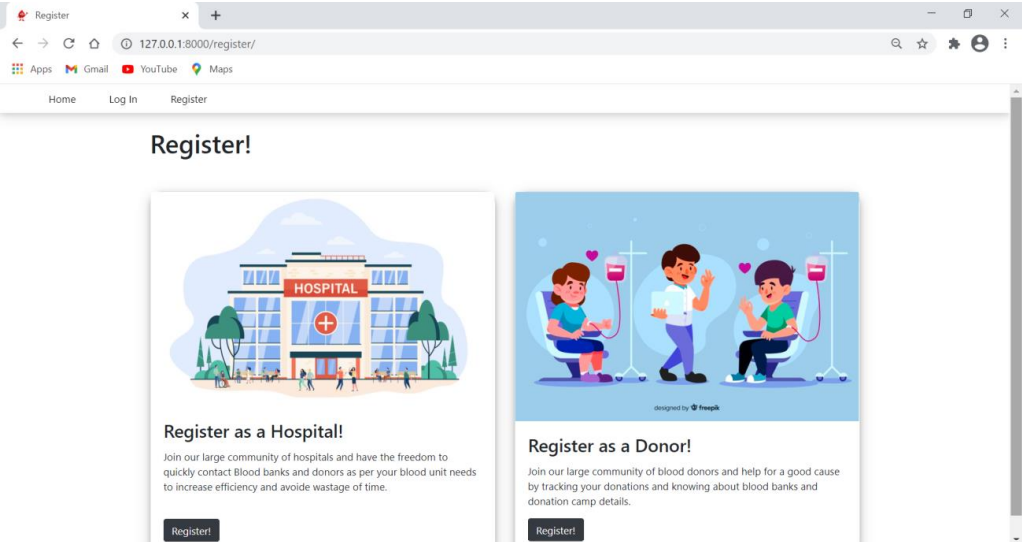 Register
127.0.0.1:8000/register/
Apps Gmail YouTube Maps
Home Log In Register
Register!
HOSPITAL
designed by freepik
Register as a Hospital!
Join our large community of hospitals and have the freedom to
quickly contact Blood banks and donors as per your blood unit needs
to increase efficiency and avoide wastage of time.
Register!
Register as a Donor!
Join our large community of blood donors and help for a good cause
by tracking your donations and knowing about blood banks and
donation camp details.
Register!